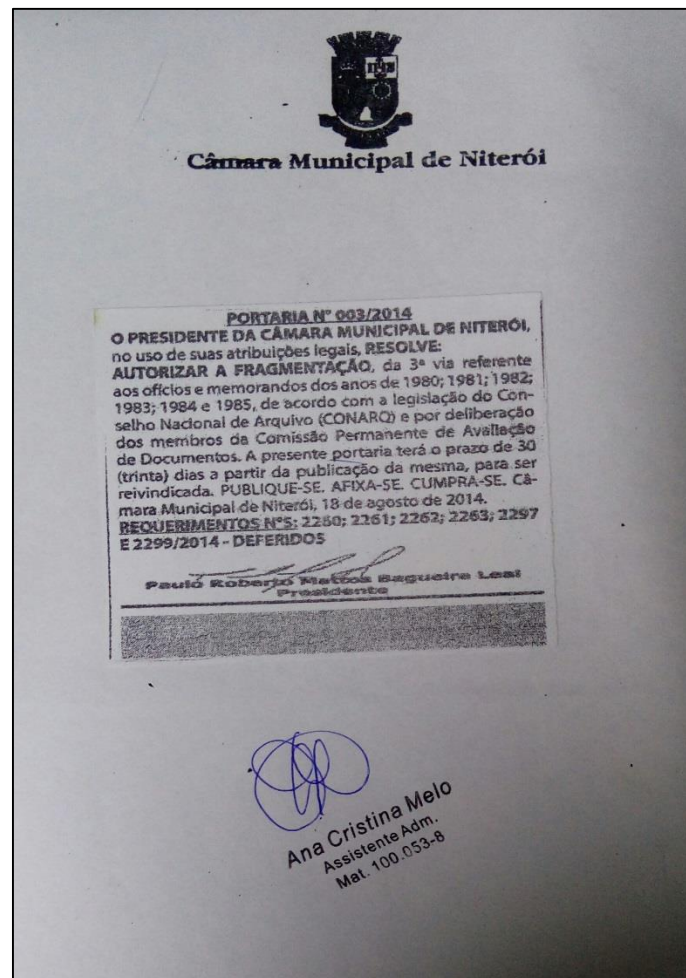 Câmara Municipal de Niterói
PORTARIA Nº 003/2014
O PRESIDENTE DA CÂMARA MUNICIPAL DE NITERÓI,
no uso de suas atribuições legais, RESOLVE:
AUTORIZAR A FRAGMENTAÇÃO, da 3ª via referente
aos ofícios e memorandos dos anos de 1980; 1981; 1982;
1983; 1984 e 1985, de acordo com a legislação do Con-
selho Nacional de Arquivo (CONARQ) e por deliberação
dos membros da Comissão Permanente de Avaliação
de Documentos. A presente portaria terá o prazo de 30
(trinta) dias a partir da publicação da mesma, para ser
reivindicada. PUBLIQUE-SE. AFIXA-SE. CUMPRA-SE. Câ-
mara Municipal de Niterói, 18 de agosto de 2014.
REQUERIMENTOS NºS: 2260; 2261; 2262; 2263; 2297
E 2299/2014 - DEFERIDOS
Paulo Roberto Mattos Bagueira Leal
Presidente
Ana Cristina Melo
Assistente Adm.
Mat. 100.053-8